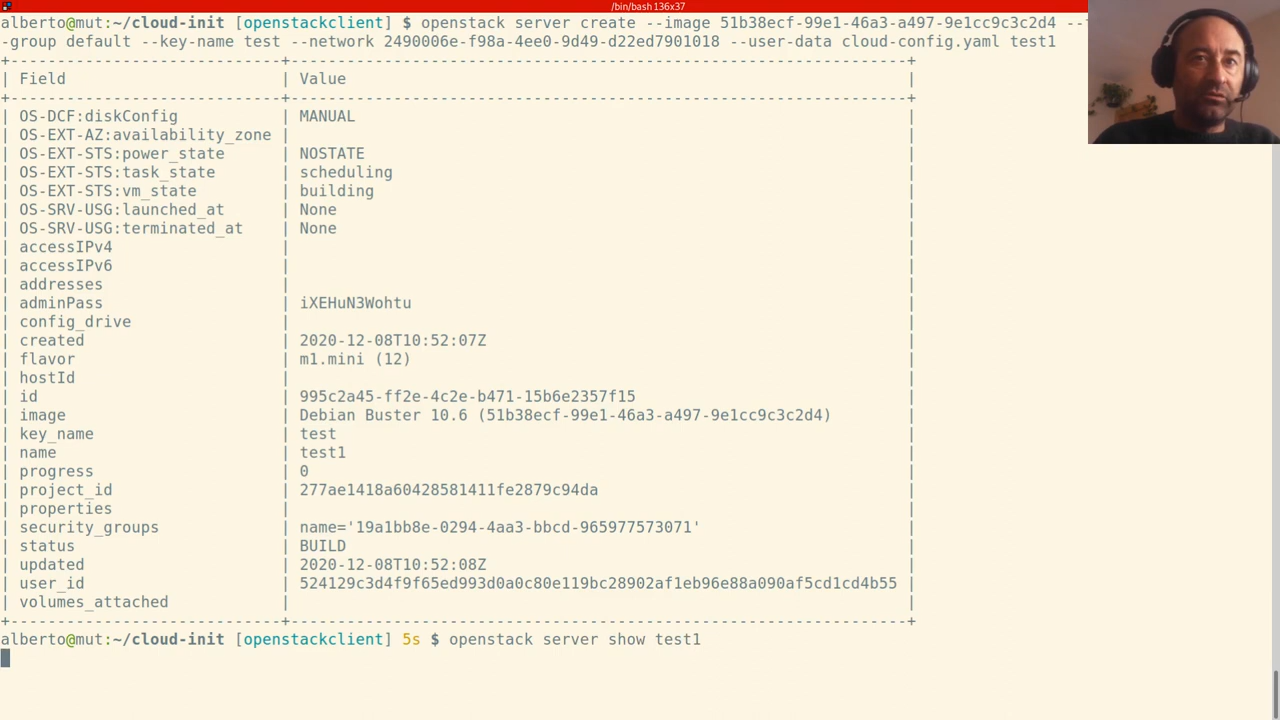 /bin/bash 136x37
alberto@mut:~/cloud-init [openstackclient] $ openstack server create --image 51b38ecf-99e1-46a3-a497-9e1cc9c3c2d4
-group default --key-name test --network 2490006e-f98a-4ee0-9d49-d22ed7901018 --user-data cloud-config.yaml test1
+-----------------------------+------------------------------------------------------------------+
| Field | Value |
+-----------------------------+------------------------------------------------------------------+
| OS-DCF:diskConfig | MANUAL |
| OS-EXT-AZ:availability_zone | |
| OS-EXT-STS:power_state | NOSTATE |
| OS-EXT-STS:task_state | scheduling |
| OS-EXT-STS:vm_state | building |
| OS-SRV-USG:launched_at | None |
| OS-SRV-USG:terminated_at | None |
| accessIPv4 | |
| accessIPv6 | |
| addresses | |
| adminPass | iXEHuN3Wohtu |
| config_drive | |
| created | 2020-12-08T10:52:07Z |
| flavor | m1.mini (12) |
| hostId | |
| id | 995c2a45-ff2e-4c2e-b471-15b6e2357f15 |
| image | Debian Buster 10.6 (51b38ecf-99e1-46a3-a497-9e1cc9c3c2d4) |
| key_name | test |
| name | test1 |
| progress | 0 |
| project_id | 277ae1418a60428581411fe2879c94da |
| properties | |
| security_groups | name='19a1bb8e-0294-4aa3-bbcd-965977573071' |
| status | BUILD |
| updated | 2020-12-08T10:52:08Z |
| user_id | 524129c3d4f9f65ed993d0a0c80e119bc28902af1eb96e88a090af5cd1cd4b55 |
| volumes_attached | |
+-----------------------------+------------------------------------------------------------------+
alberto@mut:~/cloud-init [openstackclient] 5s $ openstack server show test1